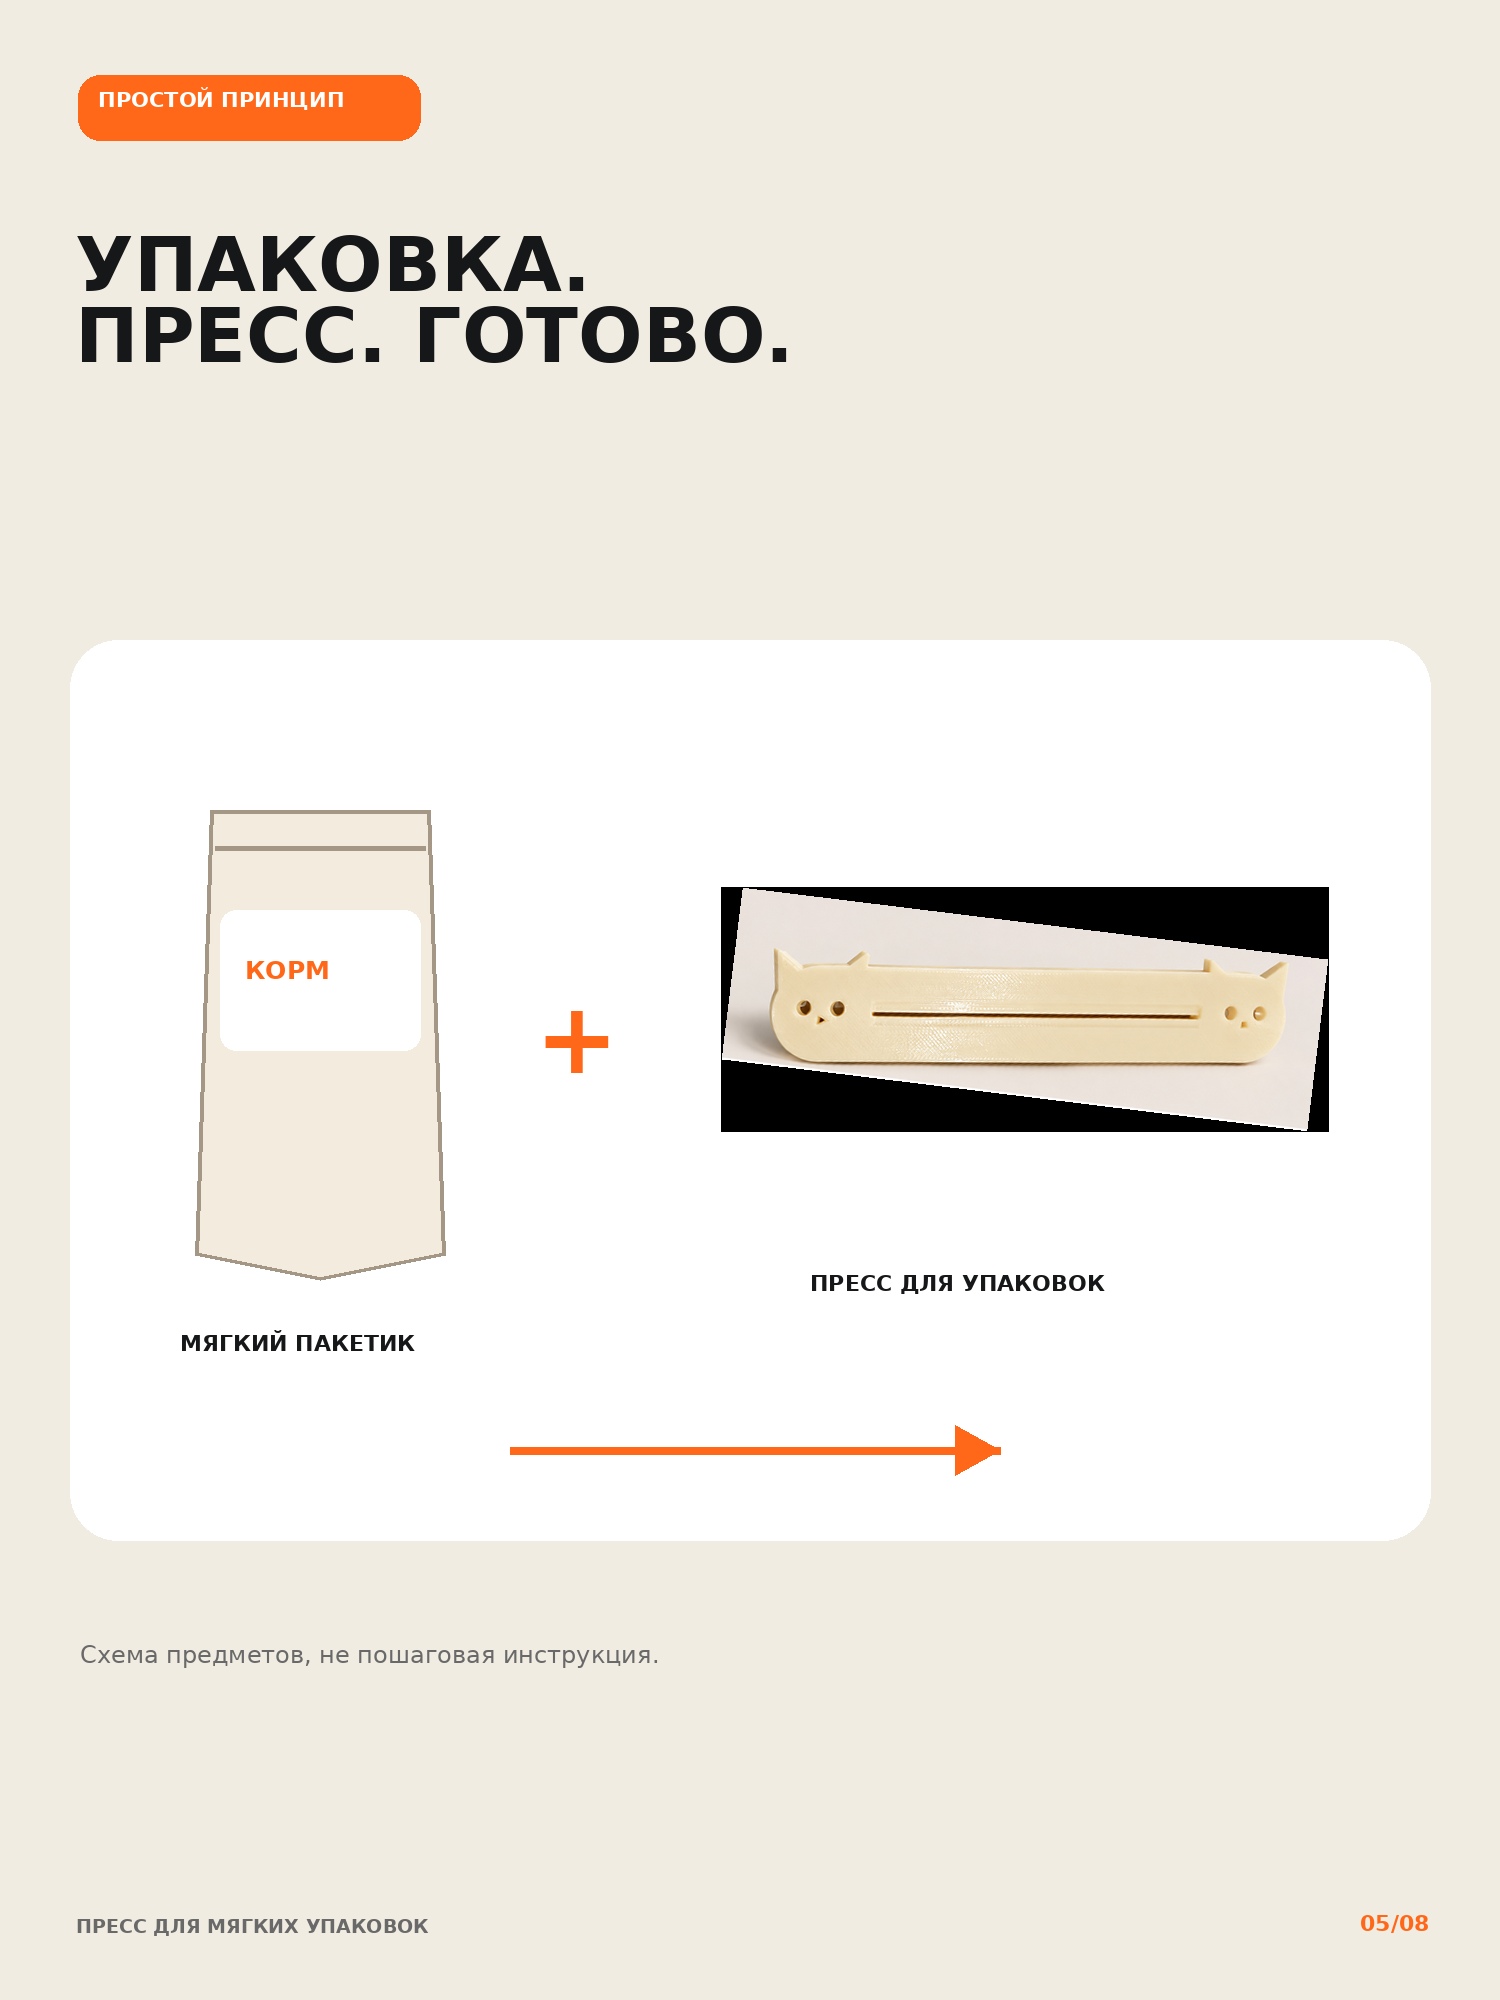 ПРОСТОЙ ПРИНЦИП
УПАКОВКА.
ПРЕСС. ГОТОВО.
КОРМ
+
ПРЕСС ДЛЯ УПАКОВОК
МЯГКИЙ ПАКЕТИК
Схема предметов, не пошаговая инструкция.
ПРЕСС ДЛЯ МЯГКИХ УПАКОВОК
05/08